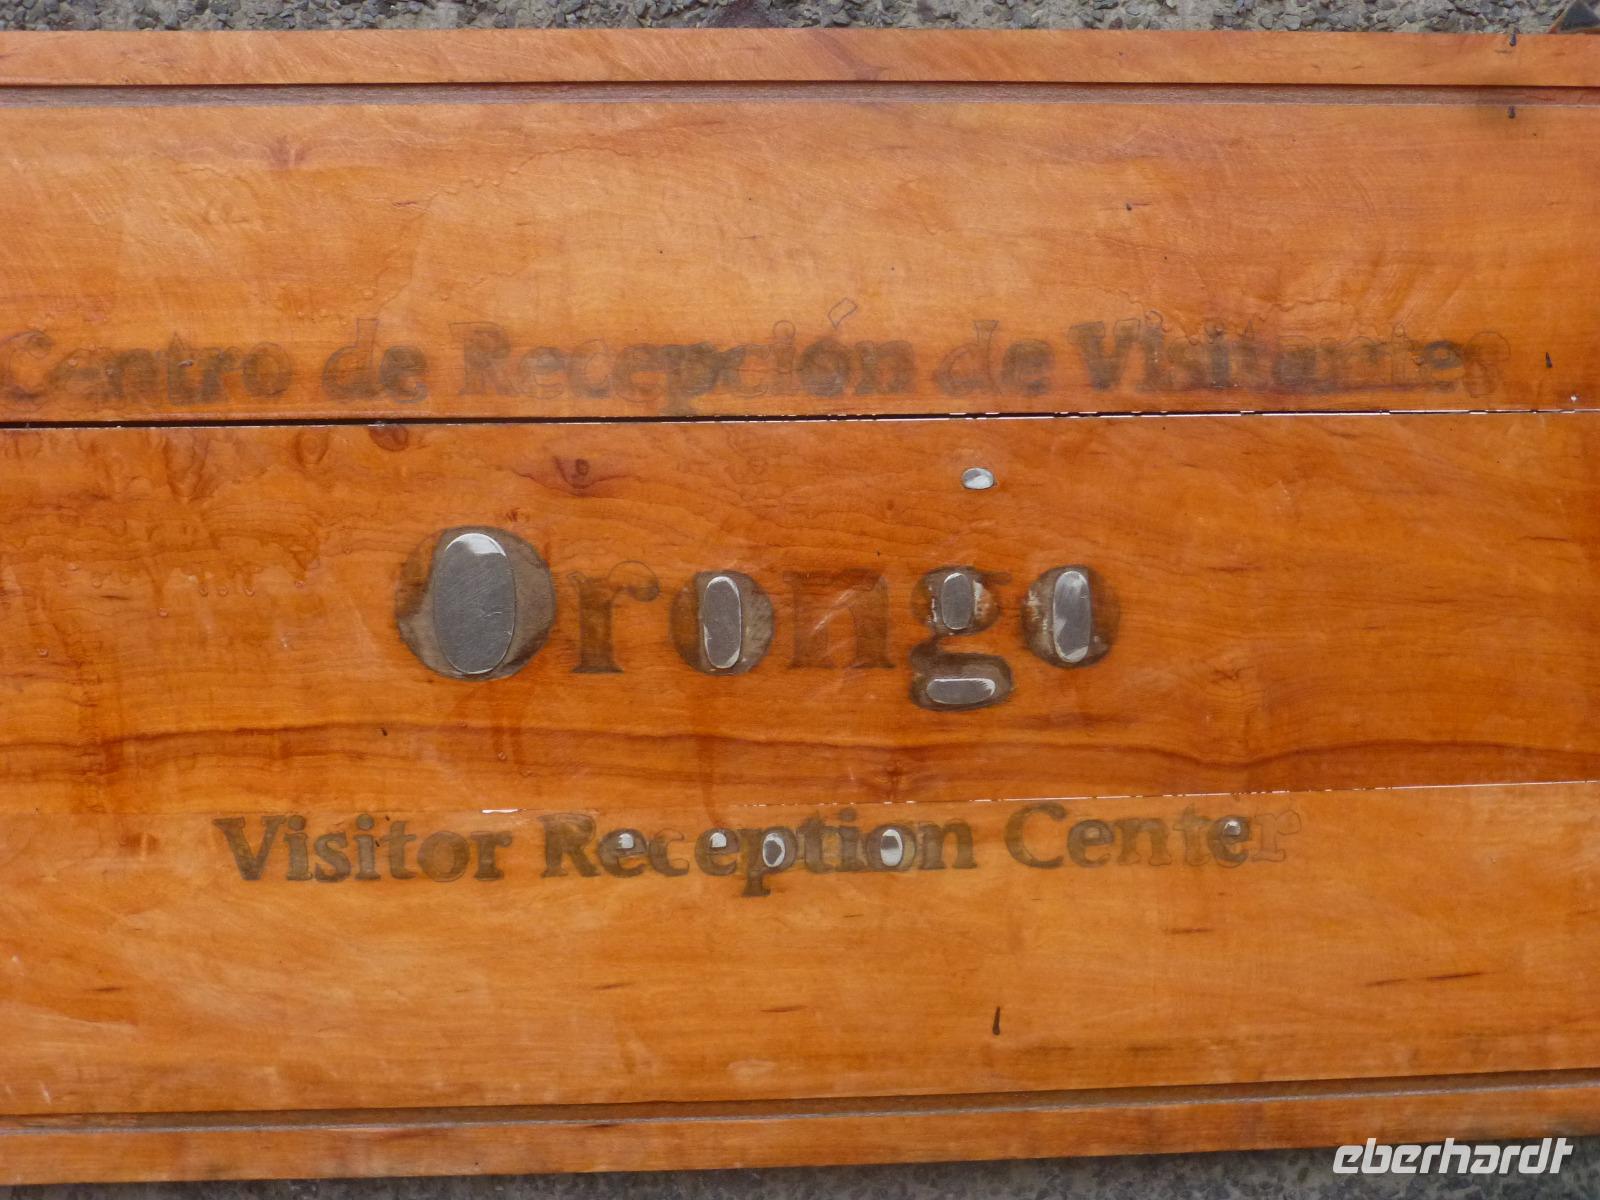 Centro de Recepción de Visitantes
Orongo
Visitor Reception Center
eberhardt